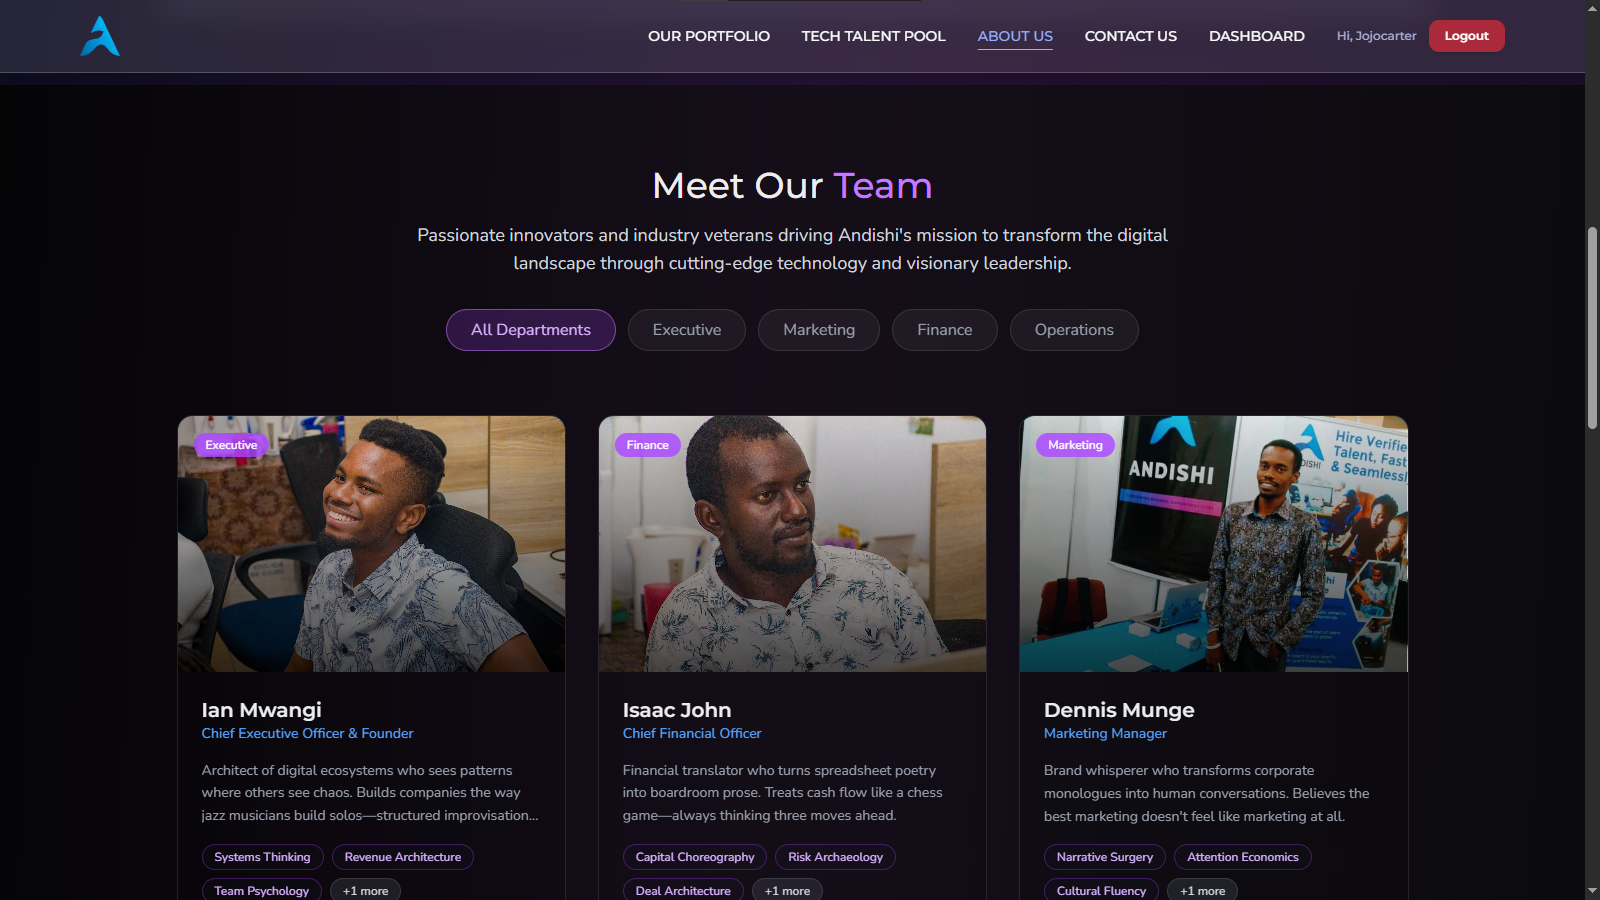 OUR PORTFOLIO TECH TALENT POOL ABOUT US CONTACT US DASHBOARD Hi, Jojocarter Logout
Meet Our Team
Passionate innovators and industry veterans driving Andishi's mission to transform the digital
landscape through cutting-edge technology and visionary leadership.
All Departments Executive Marketing Finance Operations
Executive
Finance
Marketing
ANDISHI
Hire Verifie
Talent, Fast
& Seamlessl
Ian Mwangi
Chief Executive Officer & Founder
Architect of digital ecosystems who sees patterns
where others see chaos. Builds companies the way
jazz musicians build solos—structured improvisation...
Systems Thinking Revenue Architecture
Team Psychology +1 more
Isaac John
Chief Financial Officer
Financial translator who turns spreadsheet poetry
into boardroom prose. Treats cash flow like a chess
game—always thinking three moves ahead.
Capital Choreography Risk Archaeology
Deal Architecture +1 more
Dennis Munge
Marketing Manager
Brand whisperer who transforms corporate
monologues into human conversations. Believes the
best marketing doesn't feel like marketing at all.
Narrative Surgery Attention Economics
Cultural Fluency +1 more